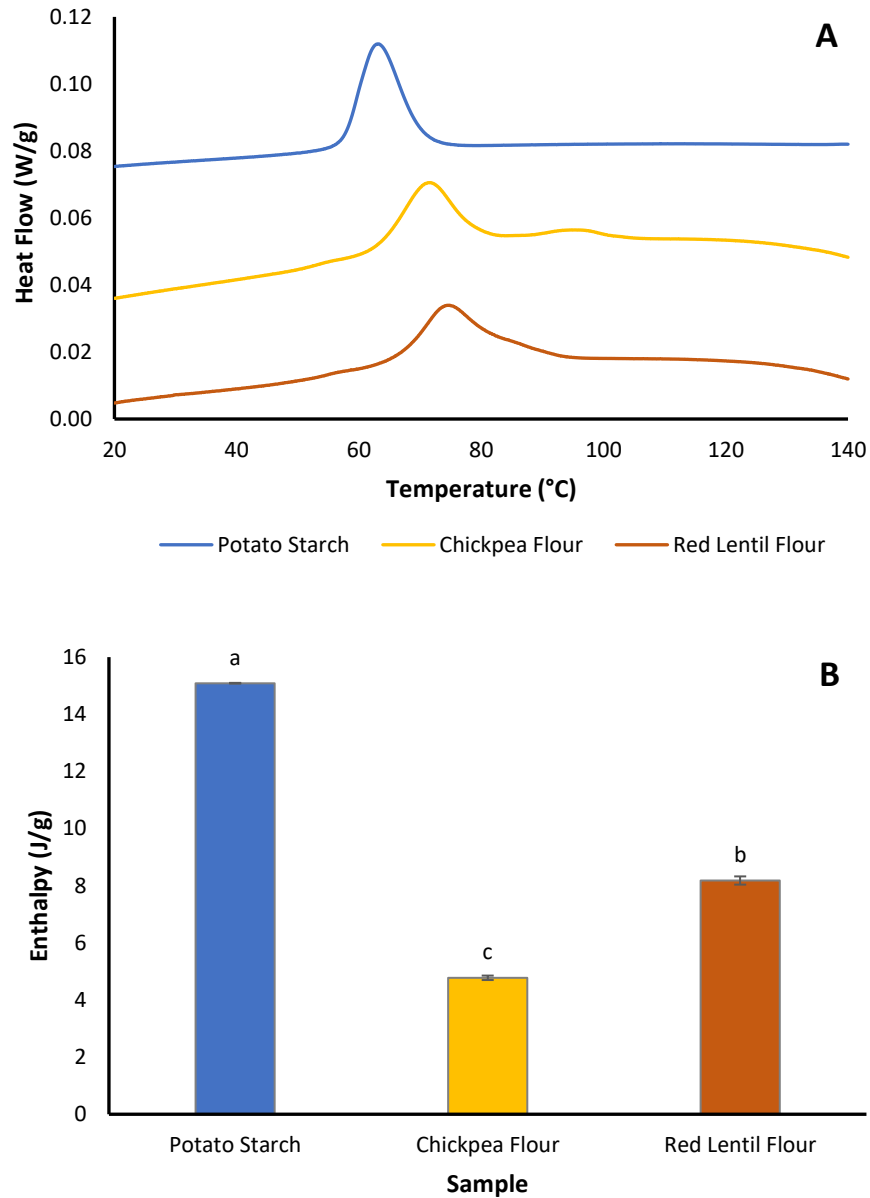 A
0.12
0.10
0.08
0.06
0.04
0.02
0.00
Heat Flow (W/g)
20 40 60 80 100 120 140
Temperature (°C)
Potato Starch Chickpea Flour Red Lentil Flour
B
16
14
12
10
8
6
4
2
0
Enthalpy (J/g)
a
b
c
Potato Starch Chickpea Flour Red Lentil Flour
Sample